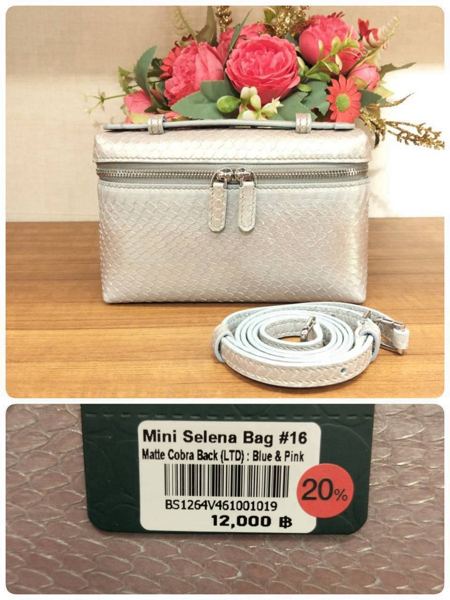 Mini Selena Bag #16
Matte Cobra Back (LTD) : Blue & Pink
BS1264V461001019
12,000 ฿
20%